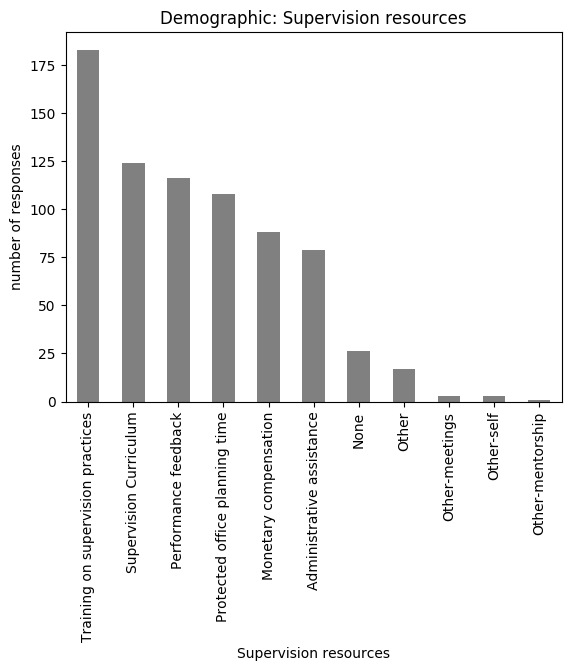 Demographic: Supervision resources
number of responses
175
150
125
100
75
50
25
0
Training on supervision practices
Supervision Curriculum
Performance feedback
Protected office planning time
Monetary compensation
Administrative assistance
None
Other
Other-meetings
Other-self
Other-mentorship
Supervision resources